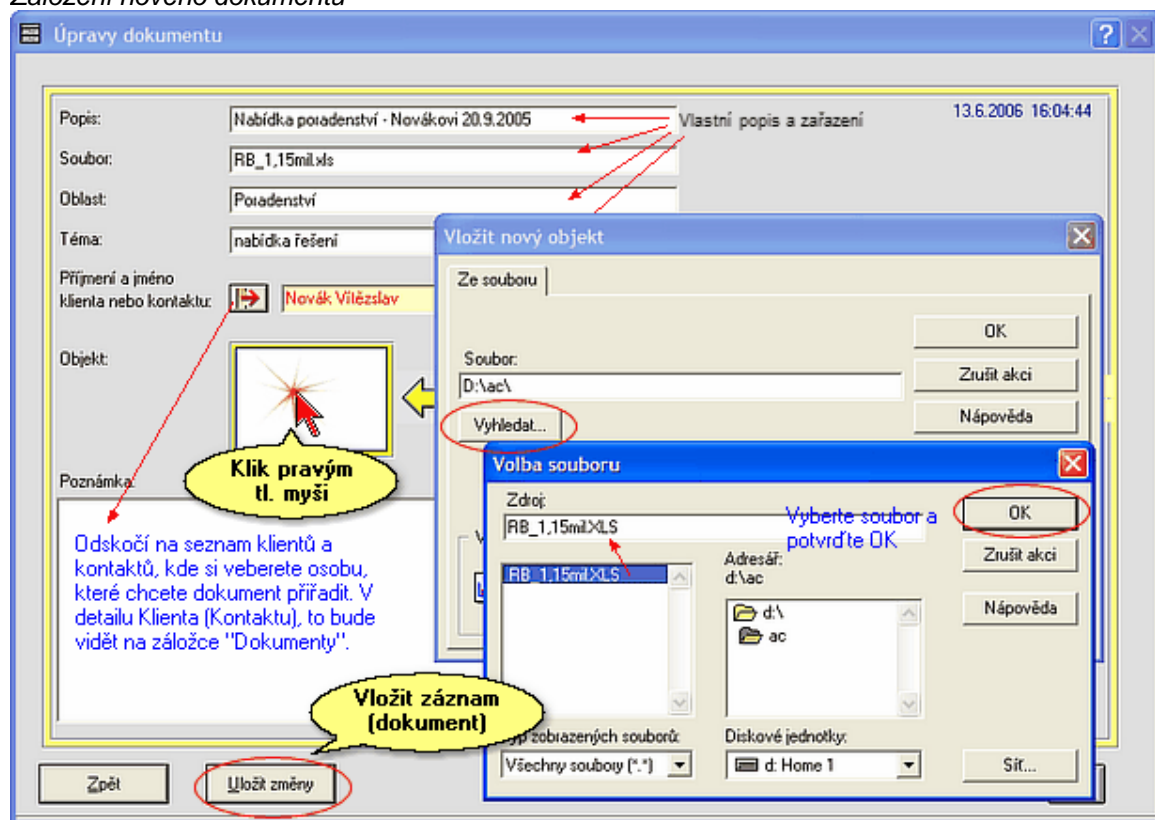 Založení nového dokumentu
Úpravy dokumentu
13.6.2006 16:04:44
Popis:
Nabídka poradenství - Novákovi 20.9.2005
Vlastní popis a zařazení
Soubor:
RB_1,15mil.xls
Oblast:
Poradenství
Téma:
nabídka řešení
Příjmení a jméno
klienta nebo kontaktu:
Novák Vítězslav
Objekt:
Klik pravým
tl. myši
Poznámka:
Odskočí na seznam klientů a
kontaktů, kde si veberete osobu,
které chcete dokument přiřadit. V
detailu Klienta (Kontaktu), to bude
vidět na záložce "Dokumenty".
Vložit záznam
(dokument)
Zpět
Uložit změny
Vložit nový objekt
Ze souboru
OK
Soubor:
D:\ac\
Zrušit akci
Vyhledat...
Nápověda
Volba souboru
Zdroj:
RB_1,15mil.XLS
Vyberte soubor a
potvrďte OK
OK
RB_1,15mil.XLS
Adresář:
d:\ac
Zrušit akci
d:\
ac
Nápověda
yp zobrazených souborů:
Všechny soubory (*.*)
Diskové jednotky:
d: Home 1
Síť...